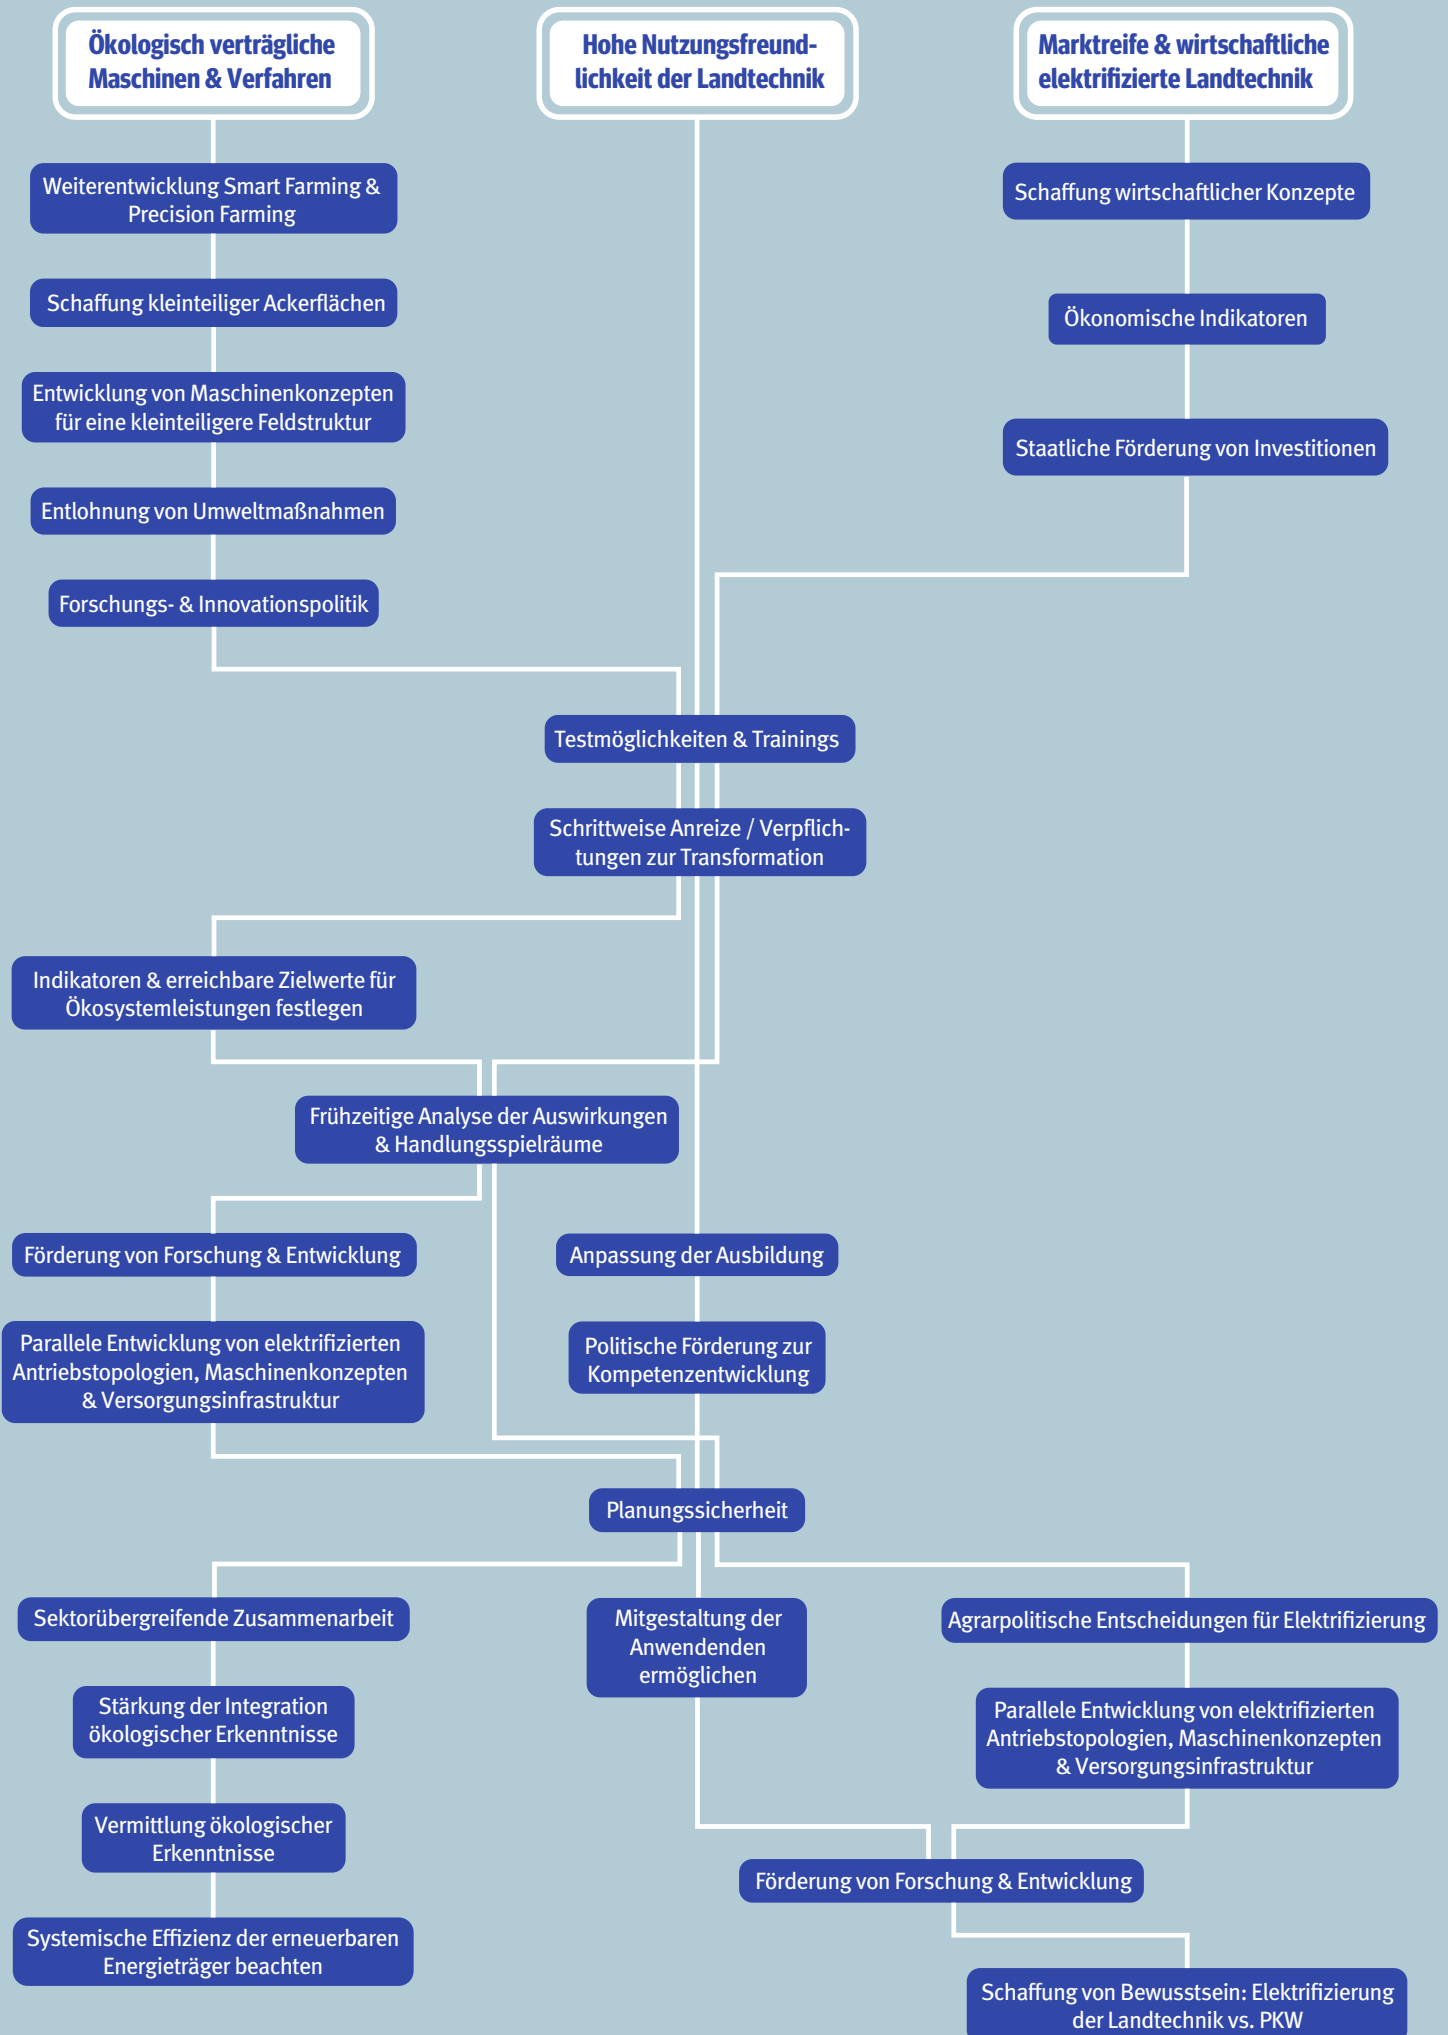 Ökologisch verträgliche
Maschinen & Verfahren
Hohe Nutzungsfreund-
lichkeit der Landtechnik
Marktreife & wirtschaftliche
elektrifizierte Landtechnik
Weiterentwicklung Smart Farming &
Precision Farming
Schaffung wirtschaftlicher Konzepte
Schaffung kleinteiliger Ackerflächen
Ökonomische Indikatoren
Entwicklung von Maschinenkonzepten
für eine kleinteiligere Feldstruktur
Staatliche Förderung von Investitionen
Entlohnung von Umweltmaßnahmen
Forschungs- & Innovationspolitik
Testmöglichkeiten & Trainings
Schrittweise Anreize / Verpflich-
tungen zur Transformation
Indikatoren & erreichbare Zielwerte für
Ökosystemleistungen festlegen
Frühzeitige Analyse der Auswirkungen
& Handlungsspielräume
Förderung von Forschung & Entwicklung
Anpassung der Ausbildung
Parallele Entwicklung von elektrifizierten
Antriebstopologien, Maschinenkonzepten
& Versorgungsinfrastruktur
Politische Förderung zur
Kompetenzentwicklung
Planungssicherheit
Sektorübergreifende Zusammenarbeit
Mitgestaltung der
Anwendenden
ermöglichen
Agrarpolitische Entscheidungen für Elektrifizierung
Stärkung der Integration
ökologischer Erkenntnisse
Parallele Entwicklung von elektrifizierten
Antriebstopologien, Maschinenkonzepten
& Versorgungsinfrastruktur
Vermittlung ökologischer
Erkenntnisse
Förderung von Forschung & Entwicklung
Systemische Effizienz der erneuerbaren
Energieträger beachten
Schaffung von Bewusstsein: Elektrifizierung
der Landtechnik vs. PKW